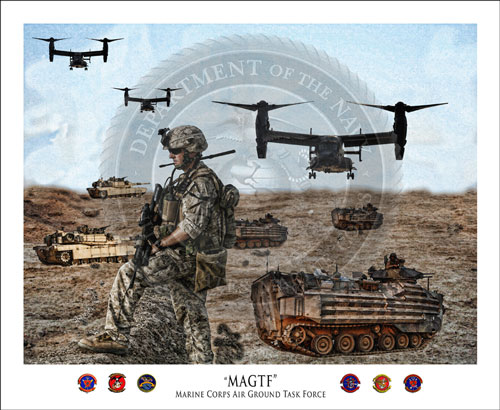 DEPARTMENT OF THE NAVY
"MAGTF"
MARINE CORPS AIR GROUND TASK FORCE